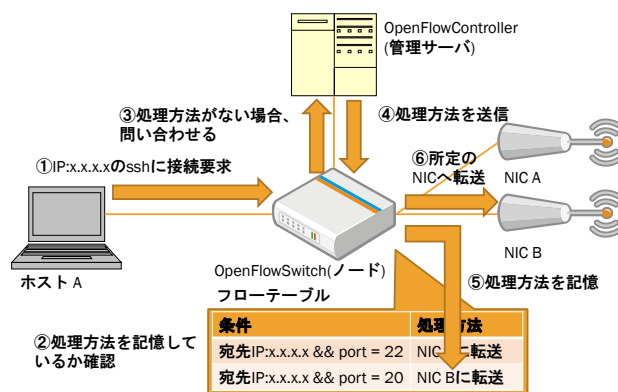 OpenFlowController
(管理サーバ)
③処理方法がない場合、
問い合わせる
④処理方法を送信
①IP:x.x.x.xのsshに接続要求
⑥所定の
NICへ転送
NIC A
NIC B
ホスト A
OpenFlowSwitch(ノード)
フローテーブル
⑤処理方法を記憶
②処理方法を記憶して
いるか確認
条件 処理方法
宛先IP:x.x.x.x && port = 22 NIC に転送
宛先IP:x.x.x.x && port = 20 NIC Bに転送